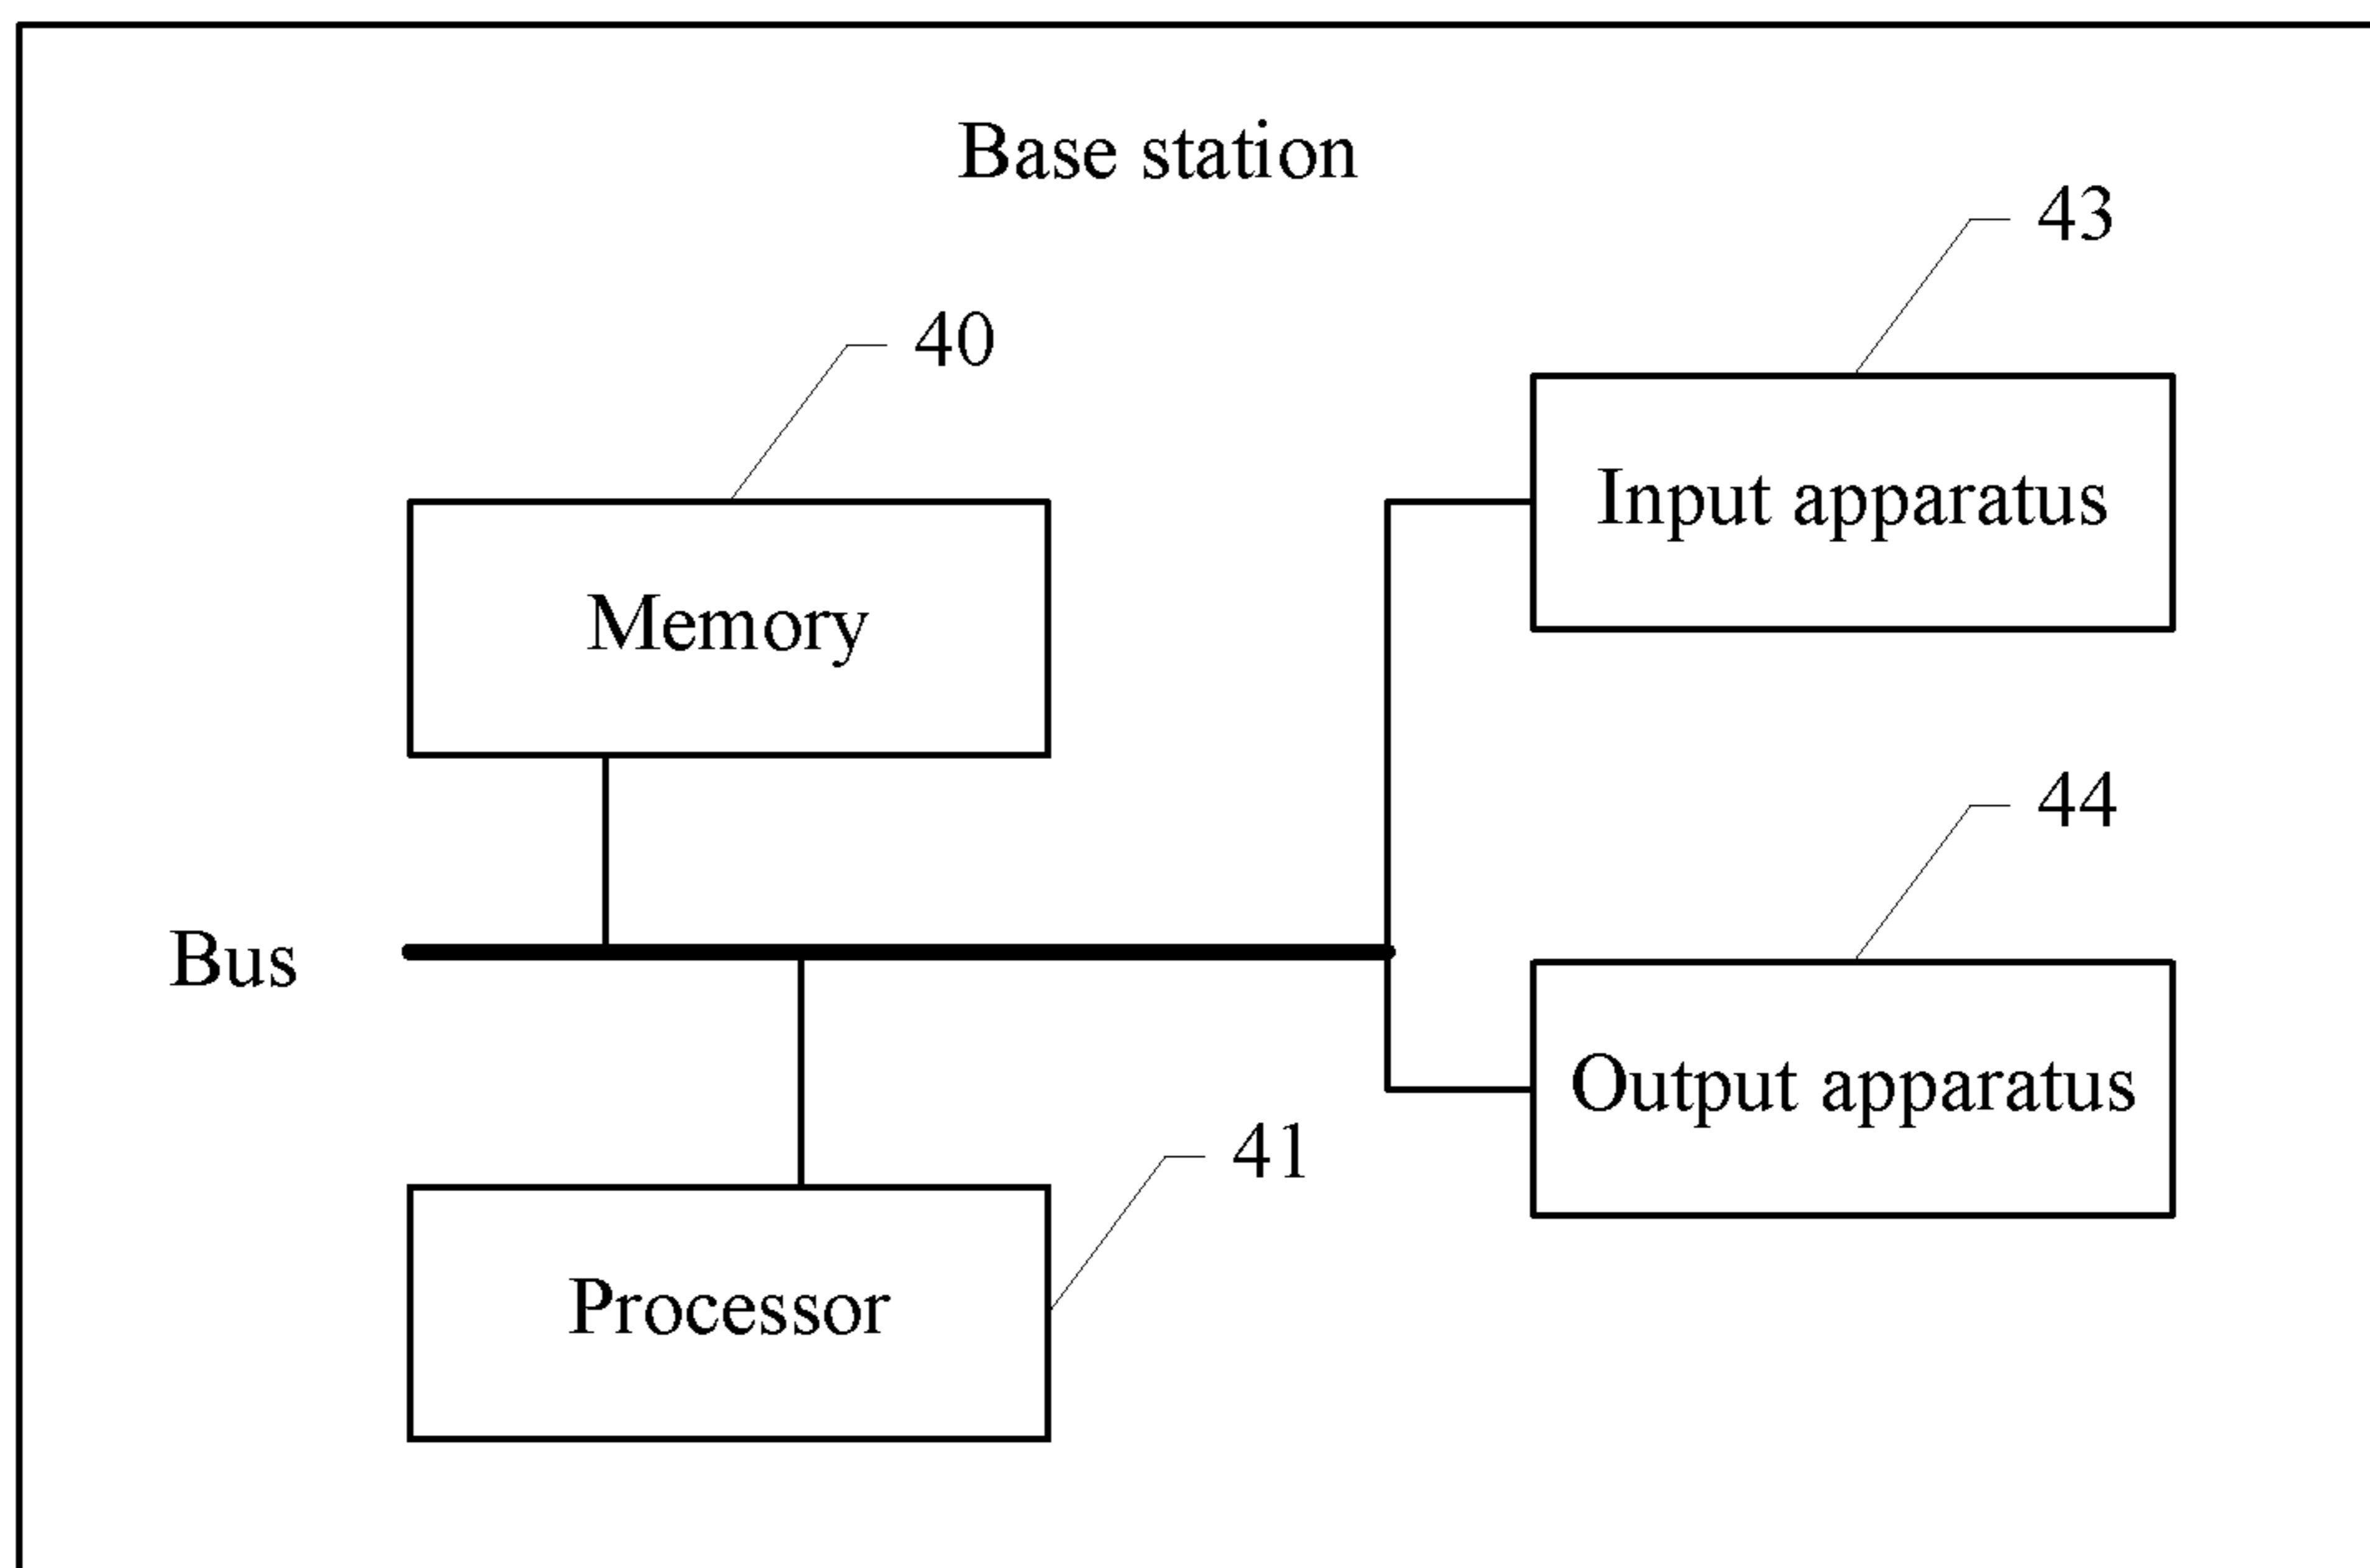 Base station
43
40
Input apparatus
Memory
44
Bus
Output apparatus
41
Processor